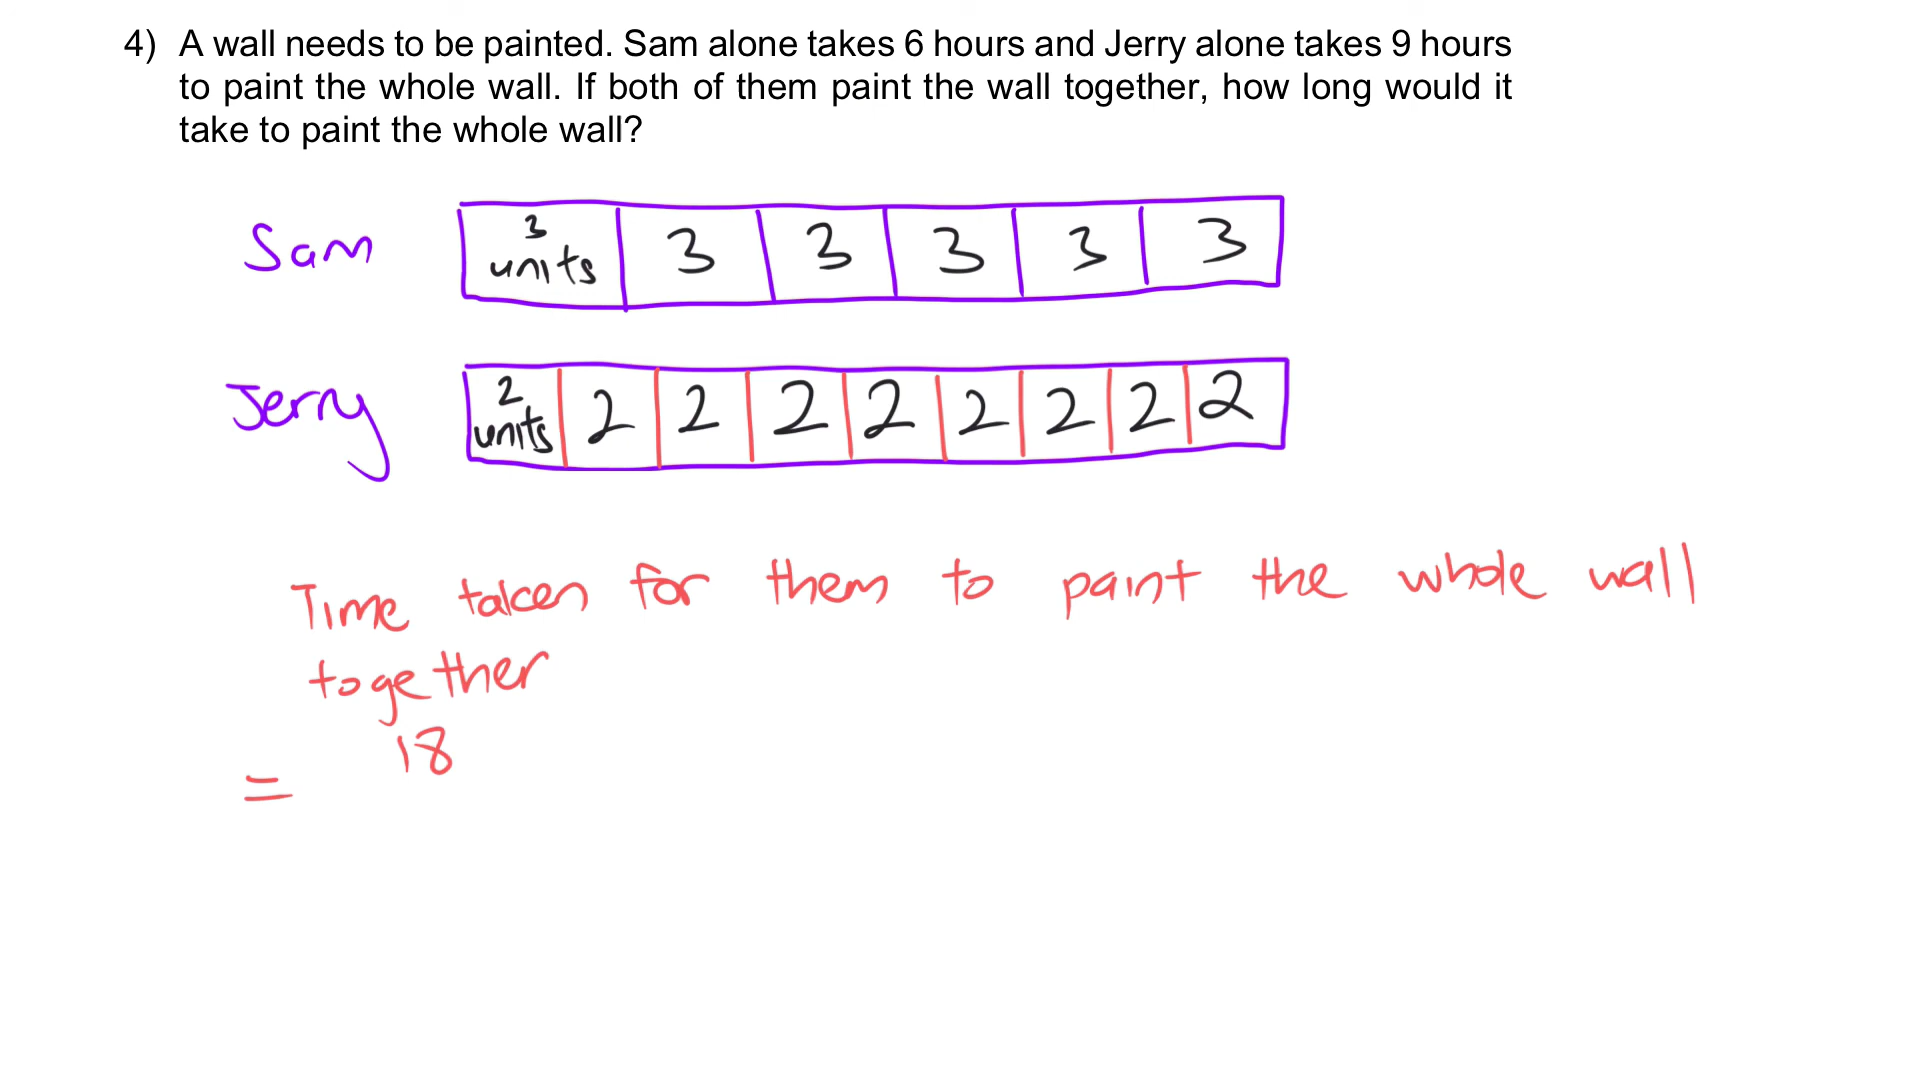 4) A wall needs to be painted. Sam alone takes 6 hours and Jerry alone takes 9 hours
to paint the whole wall. If both of them paint the wall together, how long would it
take to paint the whole wall?
Sam 3 units 3 3 3 3 3
Jerry 2 units 2 2 2 2 2 2 2 2
Time taken for them to paint the whole wall
together
18
=